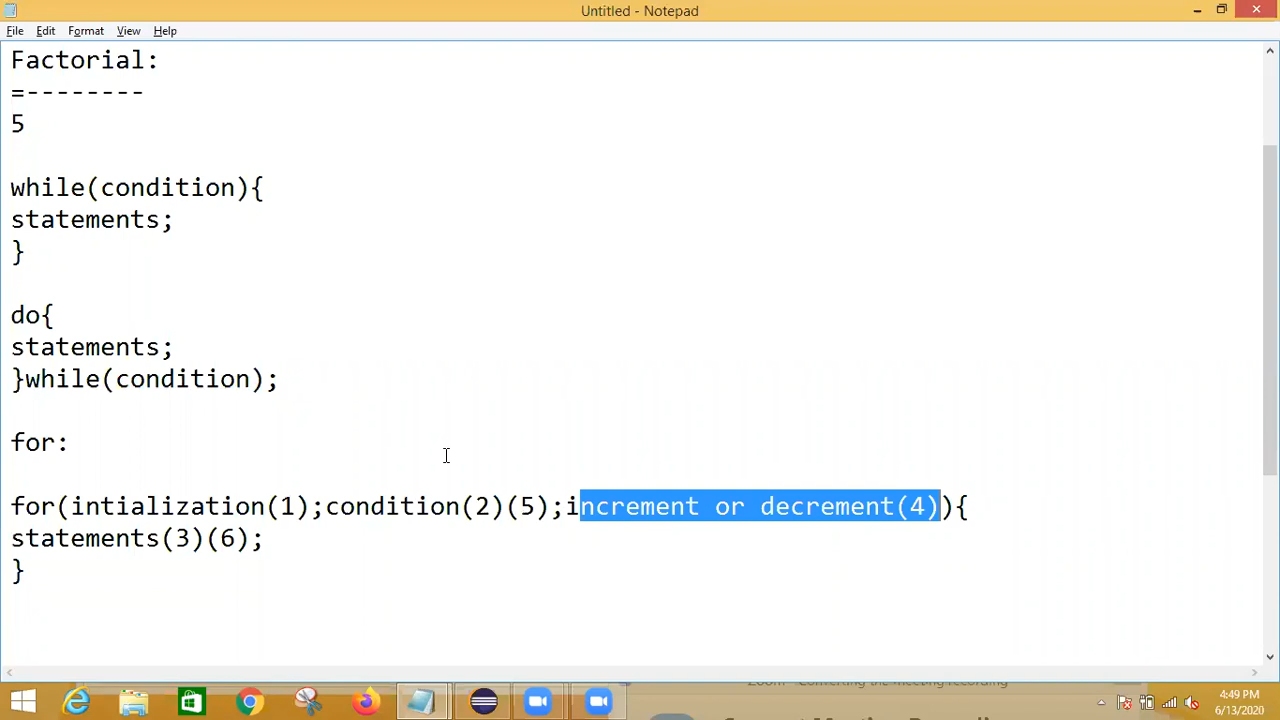 Untitled - Notepad
File Edit Format View Help
Factorial:
=--------
5
while(condition){
statements;
}
do{
statements;
}while(condition);
for:
for(intialization(1);condition(2)(5);increment or decrement(4)){
statements(3)(6);
}
4:49 PM
6/13/2020